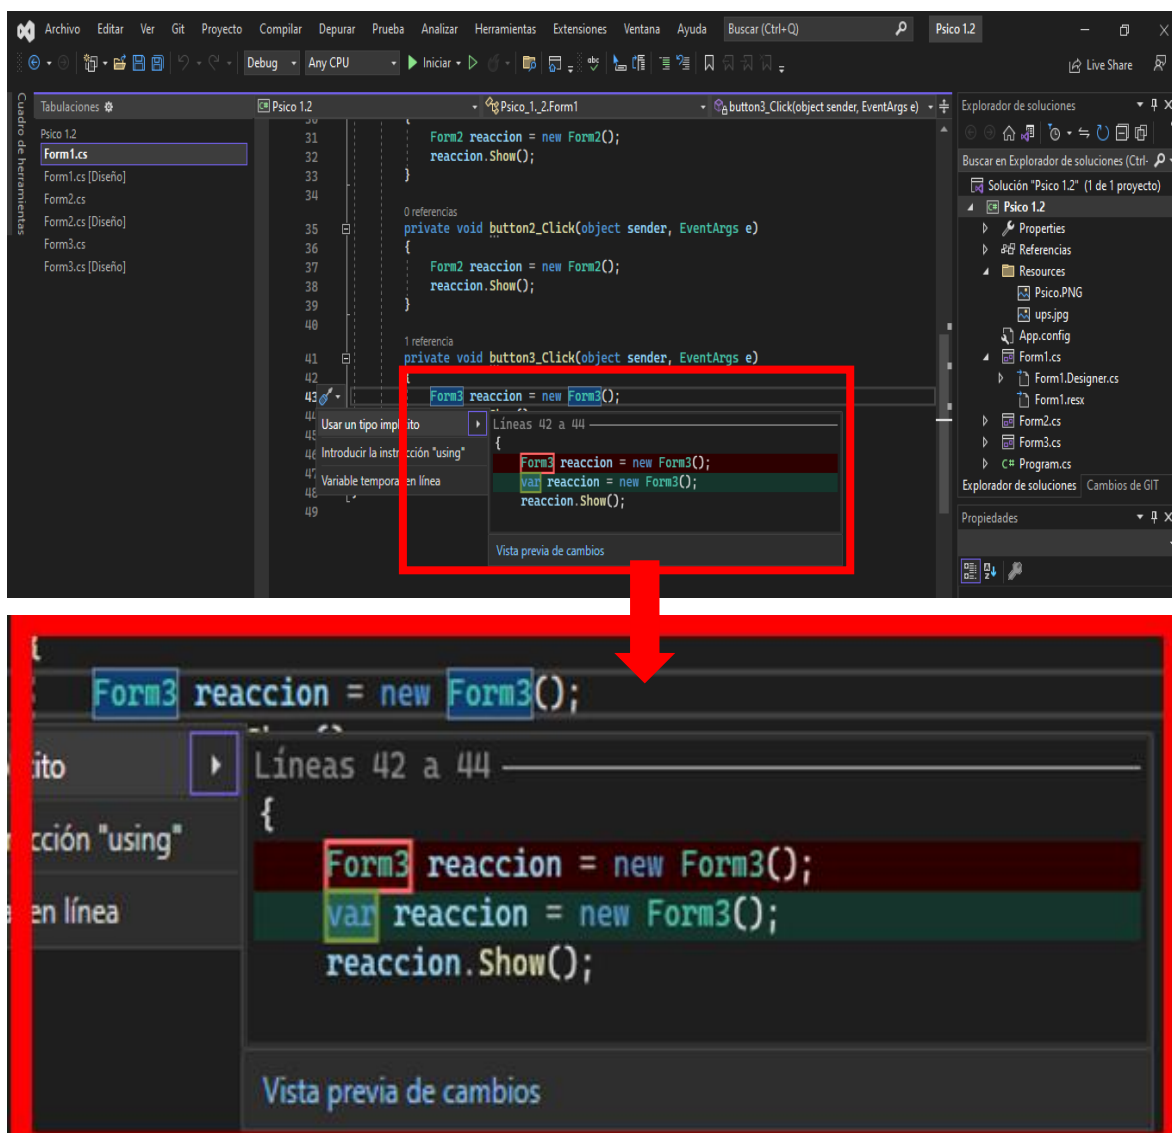 Archivo Editar Ver Git Proyecto Compilar Depurar Prueba Analizar Herramientas Extensiones Ventana Ayuda Buscar (Ctrl+Q) Psico 1.2
Debug Any CPU Iniciar Live Share
Cuadro de herramientas
Tabulaciones
Psico 1.2
Form1.cs
Form1.cs [Diseño]
Form2.cs
Form2.cs [Diseño]
Form3.cs
Form3.cs [Diseño]
Psico 1.2 Psico_1._2.Form1 button3_Click(object sender, EventArgs e)
30 {
31 Form2 reaccion = new Form2();
32 reaccion.Show();
33 }
34
0 referencias
35 private void button2_Click(object sender, EventArgs e)
36 {
37 Form2 reaccion = new Form2();
38 reaccion.Show();
39 }
40
1 referencia
41 private void button3_Click(object sender, EventArgs e)
42 {
43 Form3 reaccion = new Form3();
44
45
46
47
48
49
Usar un tipo implícito
Introducir la instrucción "using"
Variable temporal en línea
Líneas 42 a 44
{
Form3 reaccion = new Form3();
var reaccion = new Form3();
reaccion.Show();
Vista previa de cambios
Explorador de soluciones
Buscar en Explorador de soluciones (Ctrl-
Solución "Psico 1.2" (1 de 1 proyecto)
C# Psico 1.2
Properties
Referencias
Resources
Psico.PNG
ups.jpg
App.config
Form1.cs
Form1.Designer.cs
Form1.resx
Form2.cs
Form3.cs
C# Program.cs
Explorador de soluciones Cambios de GIT
Propiedades
{
Form3 reaccion = new Form3();
ito
cción "using"
en línea
Líneas 42 a 44
{
Form3 reaccion = new Form3();
var reaccion = new Form3();
reaccion.Show();
Vista previa de cambios